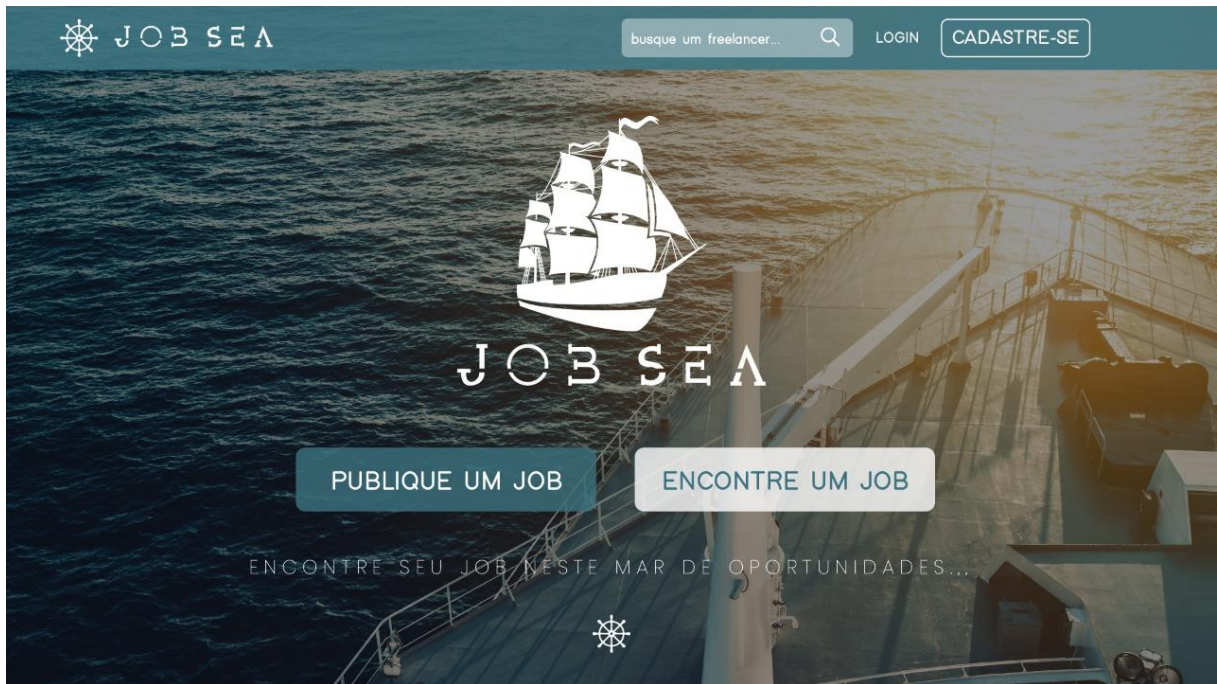 JOB SEA
busque um freelancer...
LOGIN
CADASTRE-SE
JOB SEA
PUBLIQUE UM JOB
ENCONTRE UM JOB
ENCONTRE SEU JOB NESTE MAR DE OPORTUNIDADES...